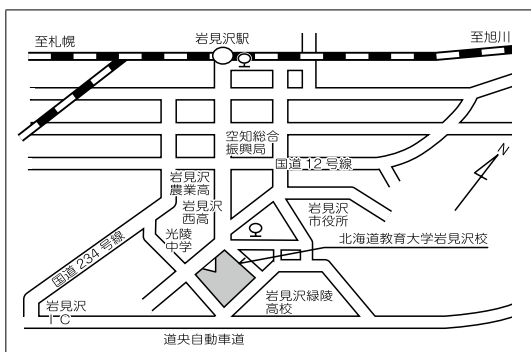 至札幌
岩見沢駅
至旭川
空知総合
振興局
国道12号線
岩見沢
農業高
岩見沢
西高
光陵
中学
岩見沢
市役所
N
北海道教育大学岩見沢校
国道234号線
岩見沢
IC
岩見沢緑陵
高校
道央自動車道